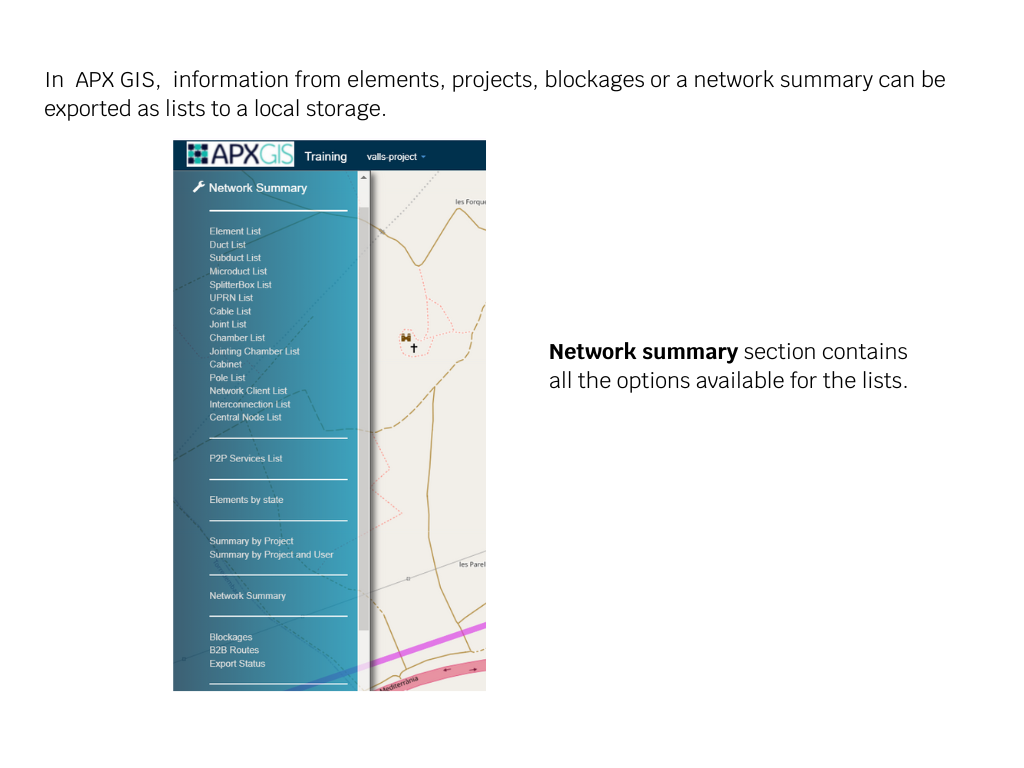 In APX GIS, information from elements, projects, blockages or a network summary can be
exported as lists to a local storage.
APXGIS Training valls-project
Network Summary
les Forque
Element List
Duct List
Subduct List
Microduct List
SplitterBox List
UPRN List
Cable List
Joint List
Chamber List
Jointing Chamber List
Cabinet
Pole List
Network Client List
Interconnection List
Central Node List
P2P Services List
Elements by state
Summary by Project
Summary by Project and User
les Parel
Network Summary
Blockages
B2B Routes
Export Status
Mediterrània
Network summary section contains
all the options available for the lists.